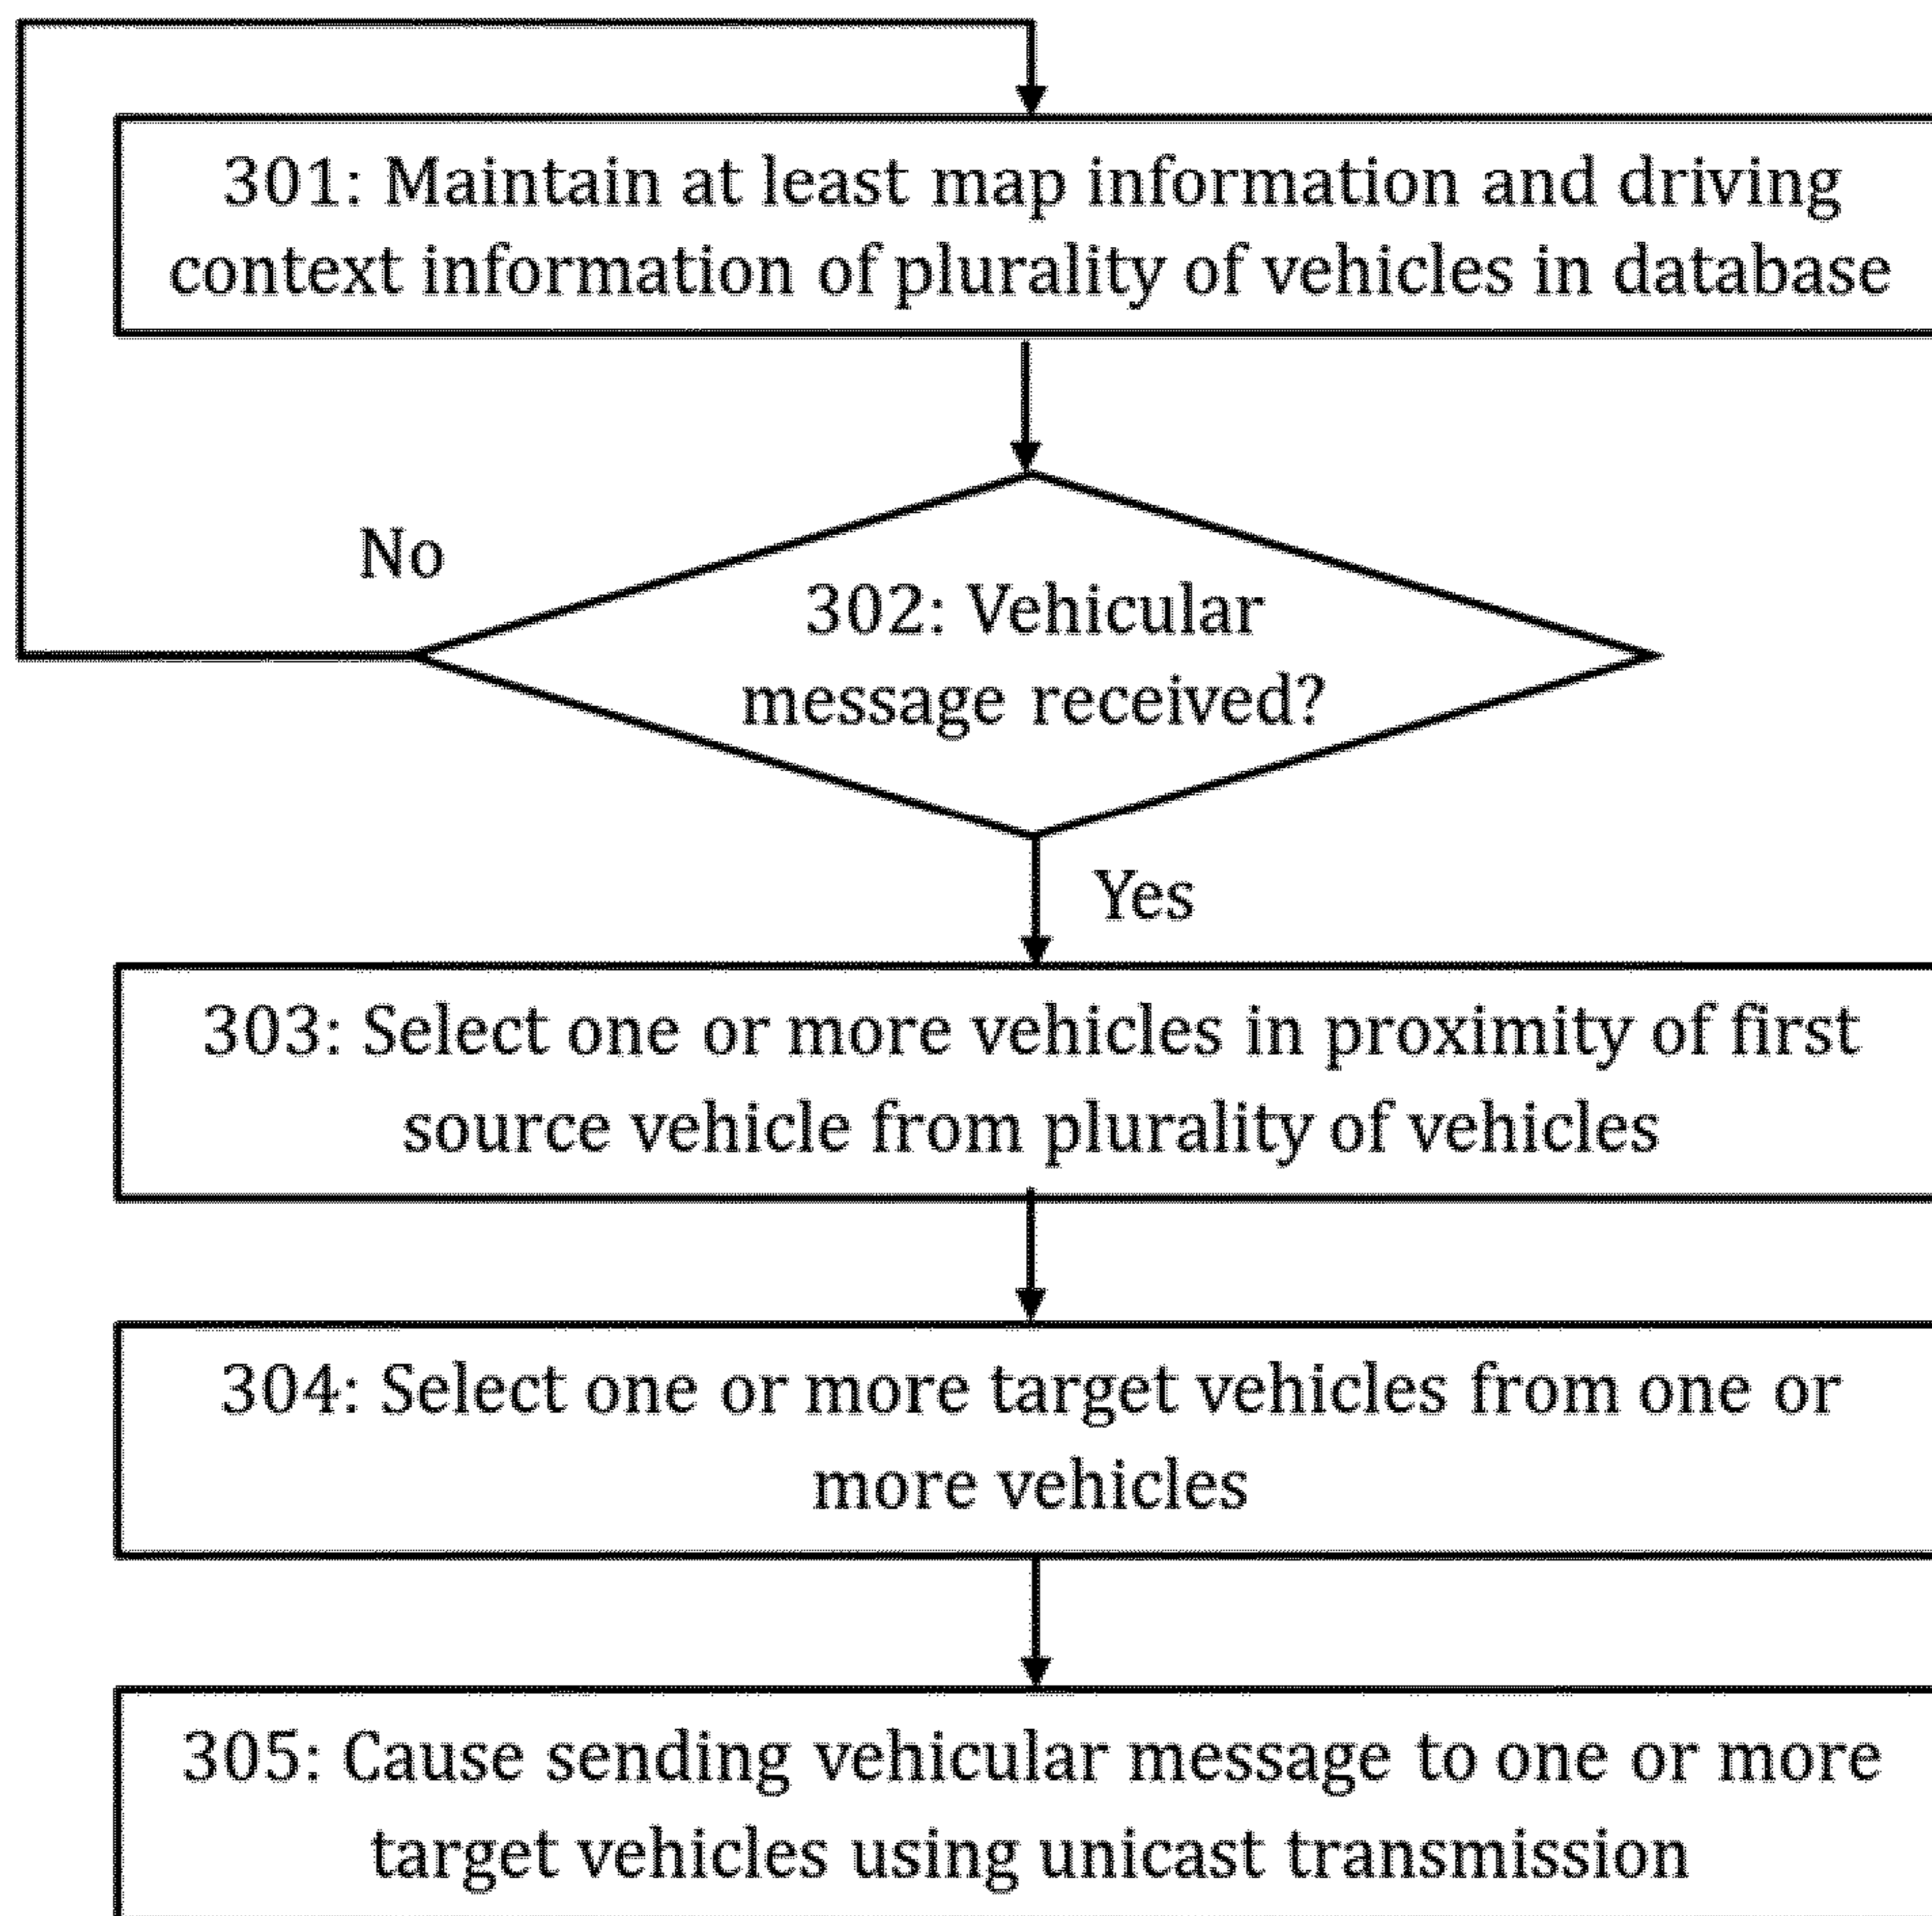 301: Maintain at least map information and driving
context information of plurality of vehicles in database
No
302: Vehicular
message received?
Yes
303: Select one or more vehicles in proximity of first
source vehicle from plurality of vehicles
304: Select one or more target vehicles from one or
more vehicles
305: Cause sending vehicular message to one or more
target vehicles using unicast transmission